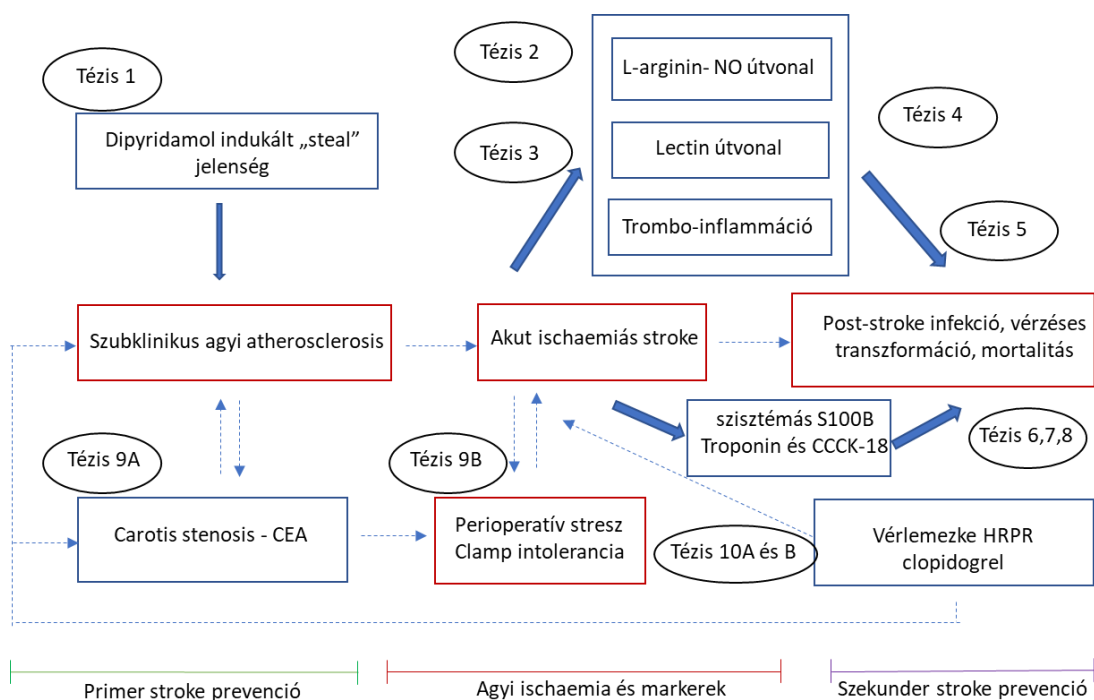 Tézis 1
Dipyridamol indukált „steal”
jelenség
Tézis 2
Tézis 3
L-arginin- NO útvonal
Lectin útvonal
Trombo-inflammáció
Tézis 4
Tézis 5
Szubklinikus agyi atherosclerosis
Akut ischaemiás stroke
Post-stroke infekció, vérzéses
transzformáció, mortalitás
szisztémás S100B
Troponin és CCCK-18
Tézis 6,7,8
Tézis 9A
Carotis stenosis - CEA
Tézis 9B
Perioperatív stresz
Clamp intolerancia
Tézis 10A és B
Vérlemezke HRPR
clopidogrel
Primer stroke prevenció
Agyi ischaemia és markerek
Szekunder stroke prevenció